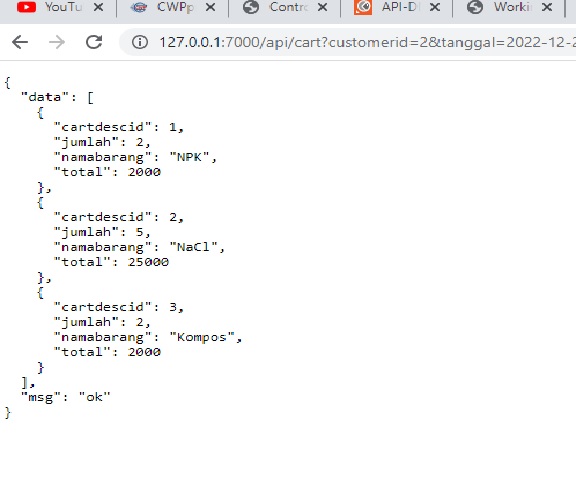 YouTu
CWPp
Contro
API-D
Worki
127.0.0.1:7000/api/cart?customerid=2&tanggal=2022-12-2
{
  "data": [
    {
      "cartdescid": 1,
      "jumlah": 2,
      "namabarang": "NPK",
      "total": 2000
    },
    {
      "cartdescid": 2,
      "jumlah": 5,
      "namabarang": "NaCl",
      "total": 25000
    },
    {
      "cartdescid": 3,
      "jumlah": 2,
      "namabarang": "Kompos",
      "total": 2000
    }
  ],
  "msg": "ok"
}